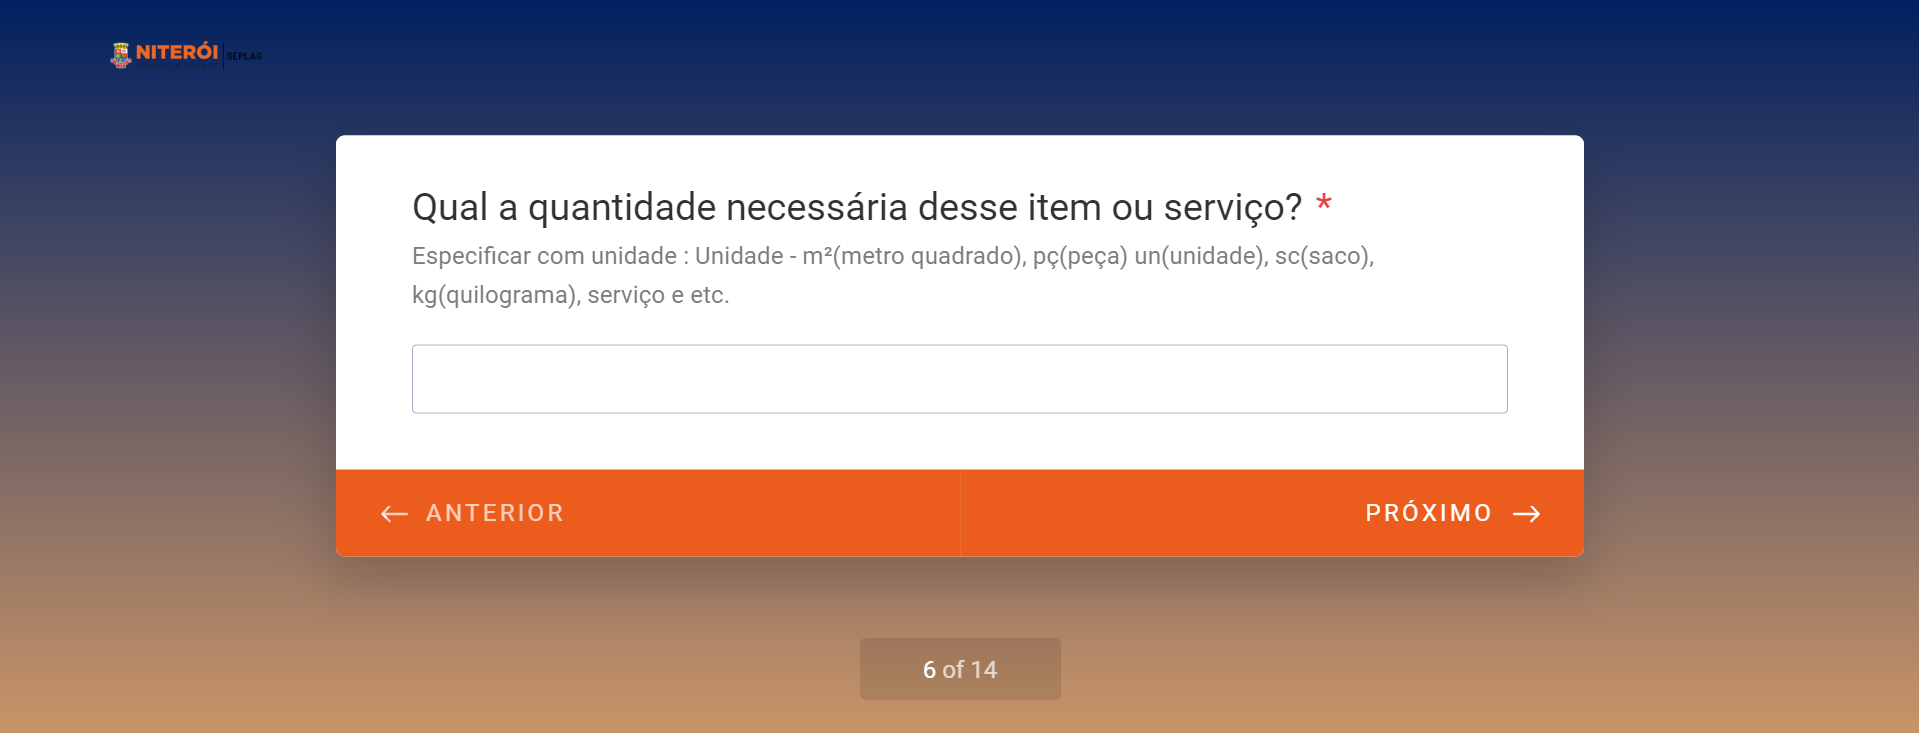 NITERÓI SEPLAG
Qual a quantidade necessária desse item ou serviço? *
Especificar com unidade : Unidade - m²(metro quadrado), pç(peça) un(unidade), sc(saco),
kg(quilograma), serviço e etc.
← ANTERIOR
PRÓXIMO →
6 of 14